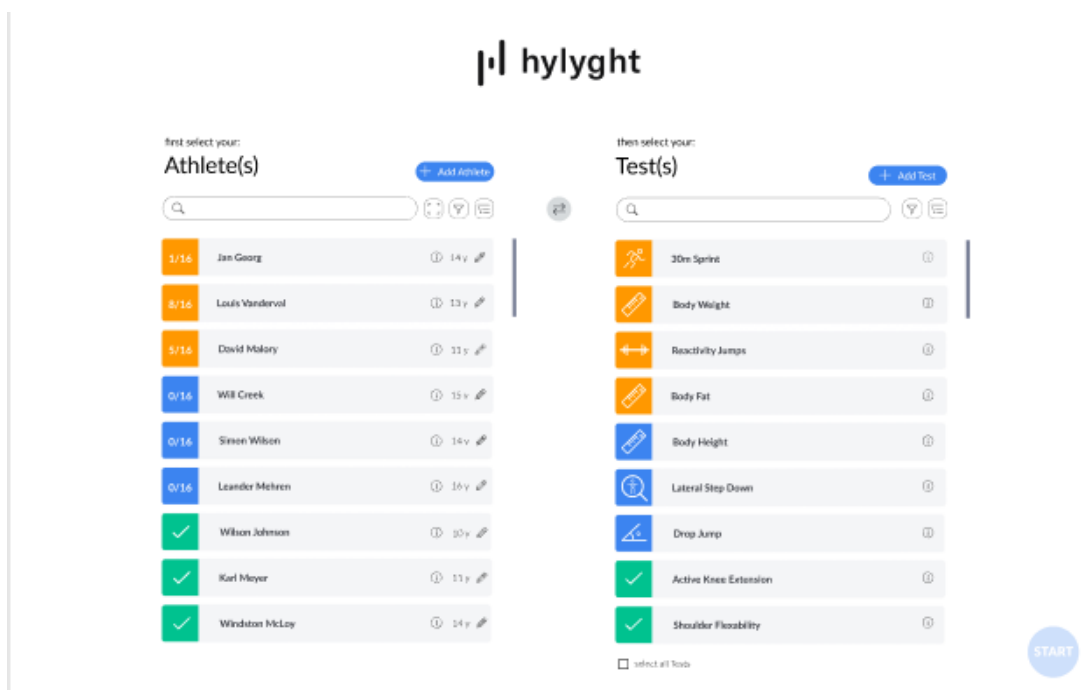 hylyght
first select your:
Athlete(s)
+ Add Athlete
1/16 Jan Georg 14 y
8/16 Louis Vanderval 13 y
5/16 David Malory 11 y
0/16 Will Creek 15 y
0/16 Simon Wilson 14 y
0/16 Leander Mehren 16 y
Wilson Johnson 10 y
Karl Meyer 11 y
Windston McLoy 14 y
then select your:
Test(s)
+ Add Test
30m Sprint
Body Weight
Reactivity Jumps
Body Fat
Body Height
Lateral Step Down
Drop Jump
Active Knee Extension
Shoulder Flexability
select all Tests
START